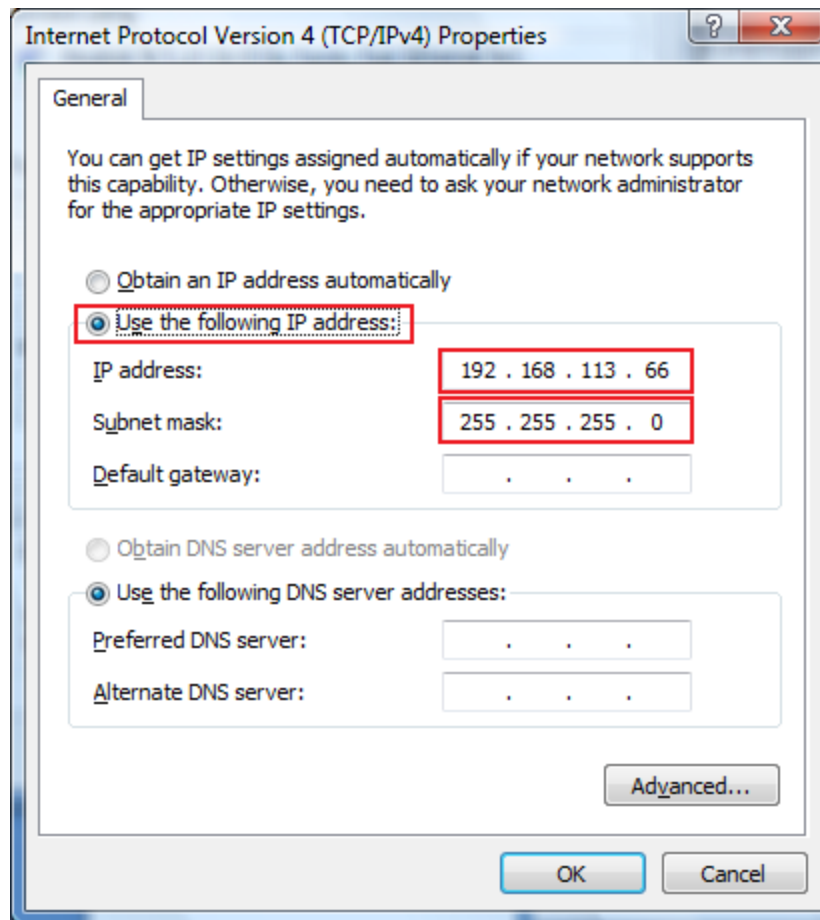 Internet Protocol Version 4 (TCP/IPv4) Properties
General
You can get IP settings assigned automatically if your network supports
this capability. Otherwise, you need to ask your network administrator
for the appropriate IP settings.
Obtain an IP address automatically
Use the following IP address:
IP address: 192 . 168 . 113 . 66
Subnet mask: 255 . 255 . 255 . 0
Default gateway: . . .
Obtain DNS server address automatically
Use the following DNS server addresses:
Preferred DNS server: . . .
Alternate DNS server: . . .
Advanced...
OK Cancel